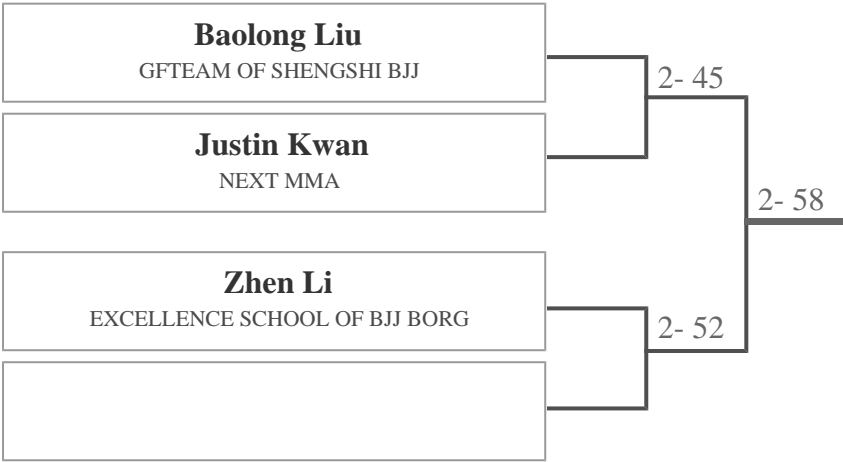 Baolong Liu
GFTEAM OF SHENGSHI BJJ
2- 45
Justin Kwan
NEXT MMA
2- 58
Zhen Li
EXCELLENCE SCHOOL OF BJJ BORG
2- 52